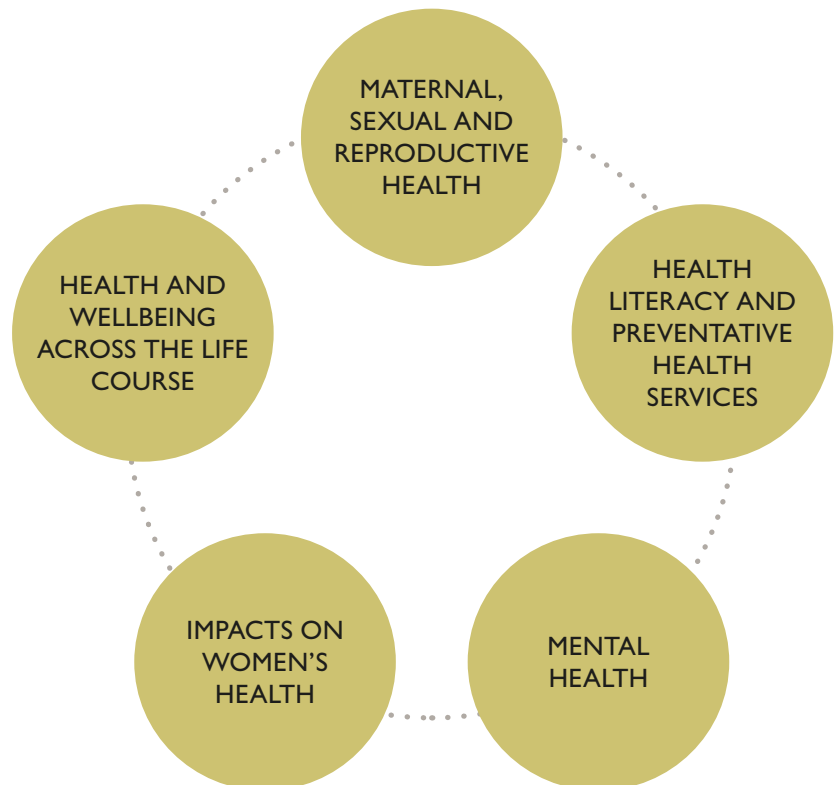 MATERNAL,
SEXUAL AND
REPRODUCTIVE
HEALTH
HEALTH
LITERACY AND
PREVENTATIVE
HEALTH
SERVICES
MENTAL
HEALTH
IMPACTS ON
WOMEN'S
HEALTH
HEALTH AND
WELLBEING
ACROSS THE LIFE
COURSE